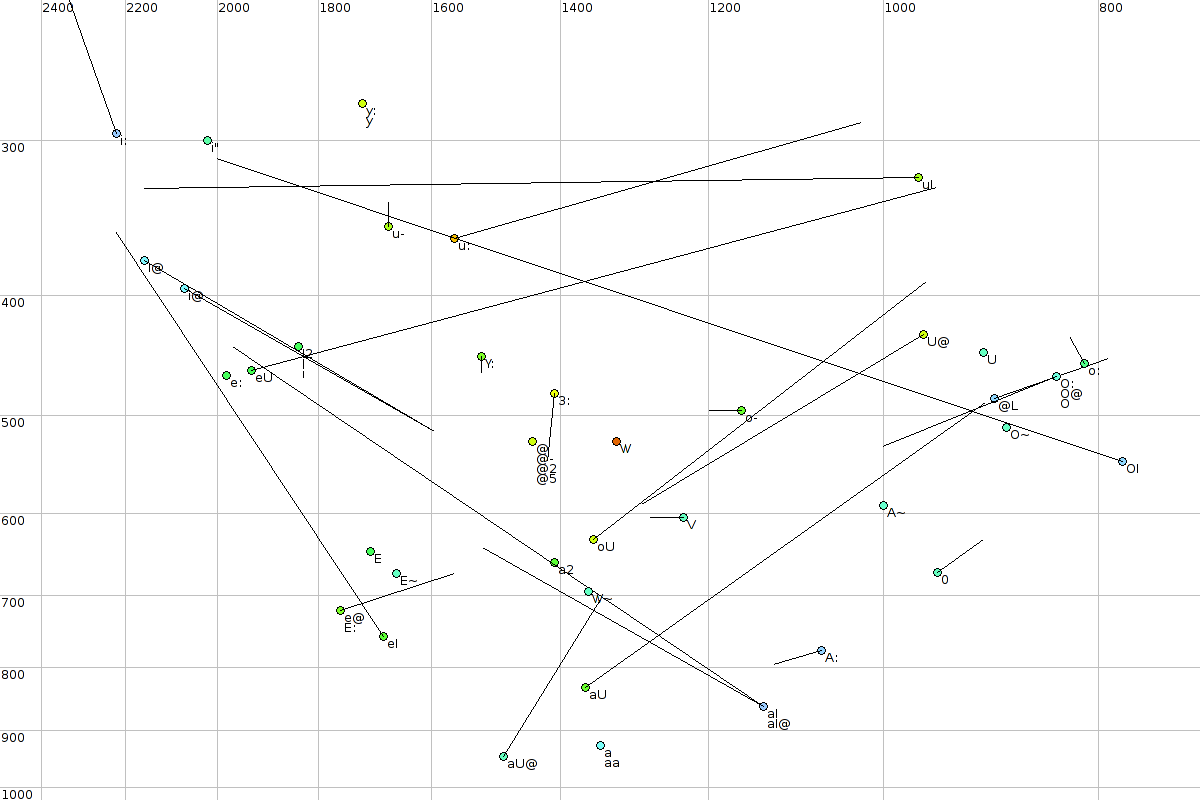 2400 2200 2000 1800 1600 1400 1200 1000 800
y:
y
i:
i"
300
uI
u-
u:
i@
i@
400
U@
I2
I
U
Y:
o:
e:
eU
O:
O@
O
3:
@L
o-
500
O~
@
@-
@2
@5
W
OI
A~
600
V
oU
E
a2
E~
0
W~
700
e@
E:
eI
A:
800
aU
aI
aI@
900
a
aa
aU@
1000